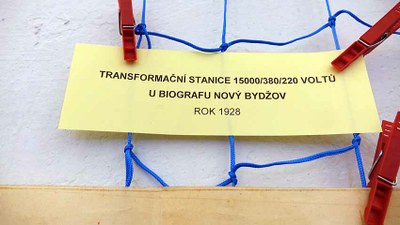 TRANSFORMAČNÍ STANICE 15000/380/220 VOLTŮ
U BIOGRAFU NOVÝ BYDŽOV
ROK 1928